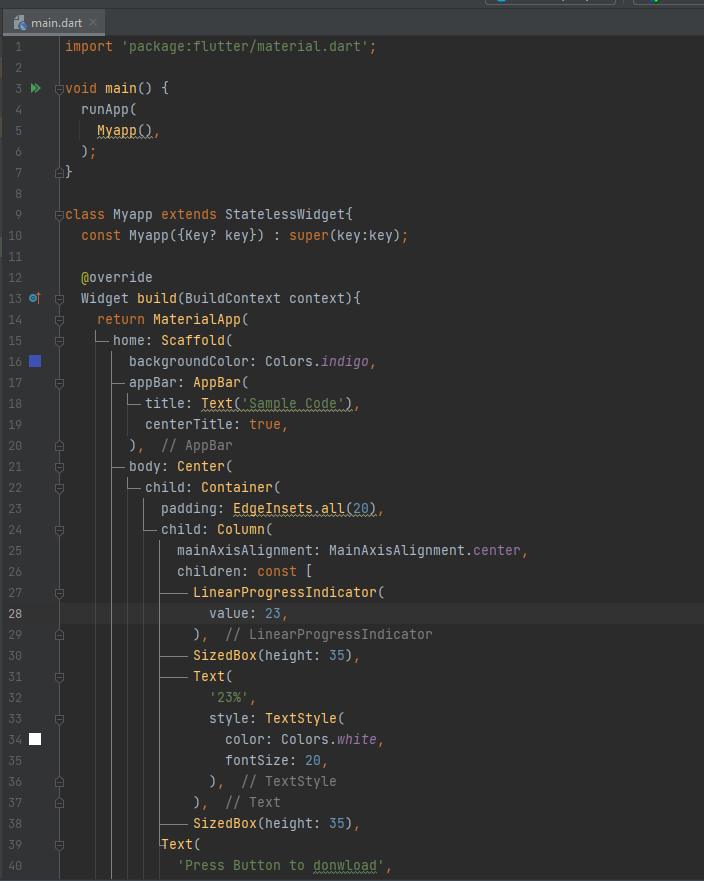 main.dart
1 import 'package:flutter/material.dart';
2
3 void main() {
4 runApp(
5 Myapp(),
6 );
7 }
8
9 class Myapp extends StatelessWidget{
10 const Myapp({Key? key}) : super(key:key);
11
12 @override
13 Widget build(BuildContext context){
14 return MaterialApp(
15 home: Scaffold(
16 backgroundColor: Colors.indigo,
17 appBar: AppBar(
18 title: Text('Sample Code'),
19 centerTitle: true,
20 ), // AppBar
21 body: Center(
22 child: Container(
23 padding: EdgeInsets.all(20),
24 child: Column(
25 mainAxisAlignment: MainAxisAlignment.center,
26 children: const [
27 LinearProgressIndicator(
28 value: 23,
29 ), // LinearProgressIndicator
30 SizedBox(height: 35),
31 Text(
32 '23%',
33 style: TextStyle(
34 color: Colors.white,
35 fontSize: 20,
36 ), // TextStyle
37 ), // Text
38 SizedBox(height: 35),
39 Text(
40 'Press Button to donwload',